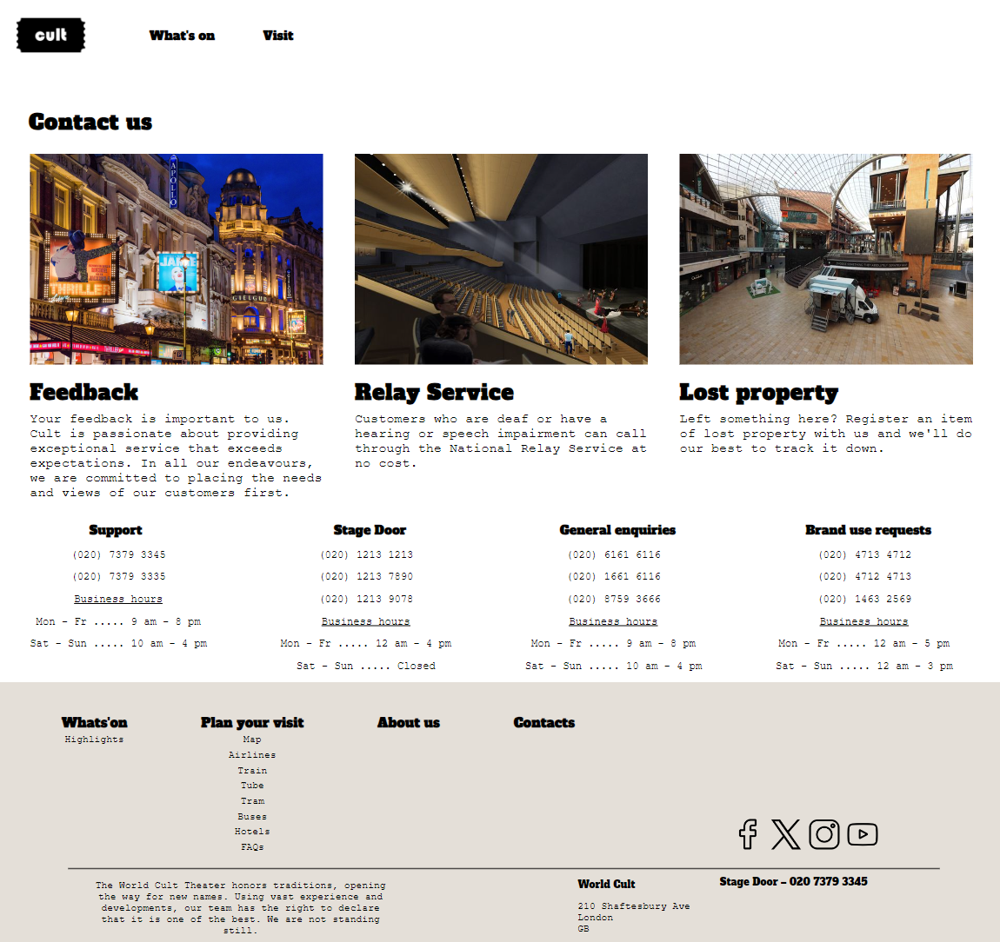 cult
What's on
Visit
Contact us
APOLLO
THRILLER
Live
JAMIE
GIELGUD
Feedback
Relay Service
Lost property
Your feedback is important to us.
Cult is passionate about providing
exceptional service that exceeds
expectations. In all our endeavours,
we are committed to placing the needs
and views of our customers first.
Customers who are deaf or have a
hearing or speech impairment can call
through the National Relay Service at
no cost.
Left something here? Register an item
of lost property with us and we'll do
our best to track it down.
Support
(020) 7379 3345
(020) 7379 3335
Business hours
Mon - Fr ..... 9 am - 8 pm
Sat - Sun ..... 10 am - 4 pm
Stage Door
(020) 1213 1213
(020) 1213 7890
(020) 1213 9078
Business hours
Mon - Fr ..... 12 am - 4 pm
Sat - Sun ..... Closed
General enquiries
(020) 6161 6116
(020) 1661 6116
(020) 8759 3666
Business hours
Mon - Fr ..... 9 am - 8 pm
Sat - Sun ..... 10 am - 4 pm
Brand use requests
(020) 4713 4712
(020) 4712 4713
(020) 1463 2569
Business hours
Mon - Fr ..... 12 am - 5 pm
Sat - Sun ..... 12 am - 3 pm
Whats'on
Highlights
Plan your visit
Map
Airlines
Train
Tube
Tram
Buses
Hotels
FAQs
About us
Contacts
The World Cult Theater honors traditions, opening
the way for new names. Using vast experience and
developments, our team has the right to declare
that it is one of the best. We are not standing
still.
World Cult
210 Shaftesbury Ave
London
GB
Stage Door – 020 7379 3345